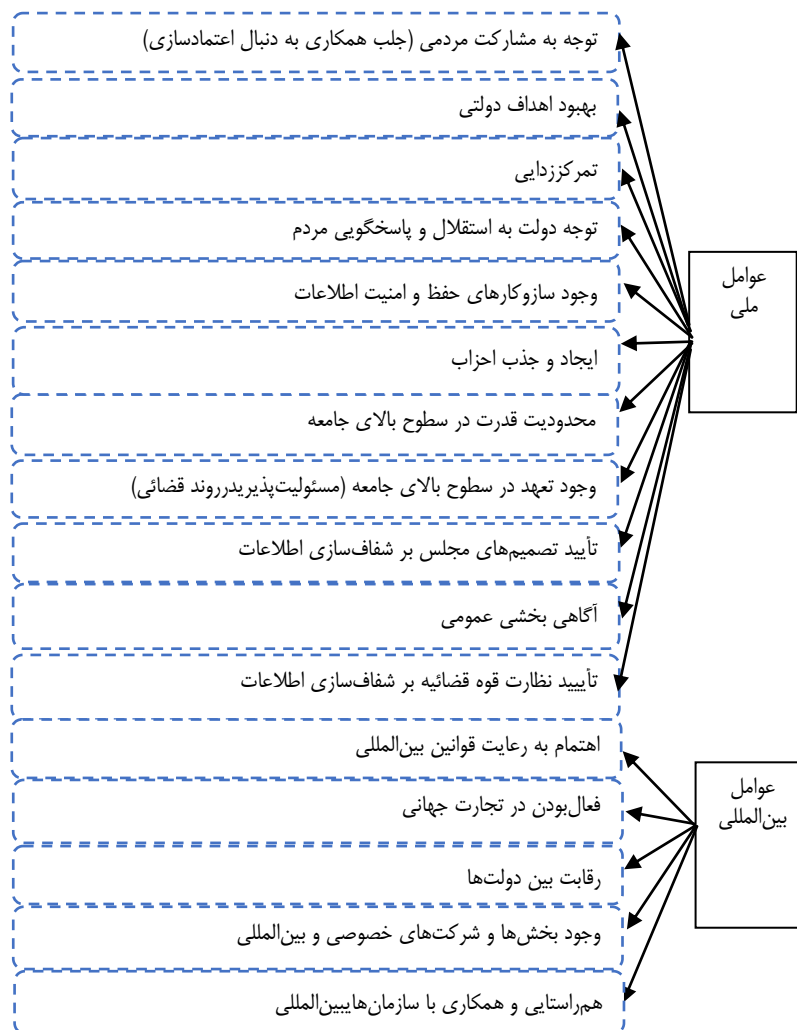 توجه به مشارکت مردمی (جلب همکاری به دنبال اعتمادسازی)
بهبود اهداف دولتی
تمرکززدایی
توجه دولت به استقلال و پاسخگویی مردم
وجود سازوکارهای حفظ و امنیت اطلاعات
ایجاد و جذب احزاب
محدودیت قدرت در سطوح بالای جامعه
وجود تعهد در سطوح بالای جامعه (مسئولیت‌پذیریدرروند قضائی)
تأیید تصمیم‌های مجلس بر شفاف‌سازی اطلاعات
آگاهی بخشی عمومی
تأییید نظارت قوه قضائیه بر شفاف‌سازی اطلاعات
عوامل
ملی
اهتمام به رعایت قوانین بین‌المللی
فعال‌بودن در تجارت جهانی
رقابت بین دولت‌ها
وجود بخش‌ها و شرکت‌های خصوصی و بین‌المللی
هم‌راستایی و همکاری با سازمان‌هایبین‌المللی
عوامل
بین‌المللی